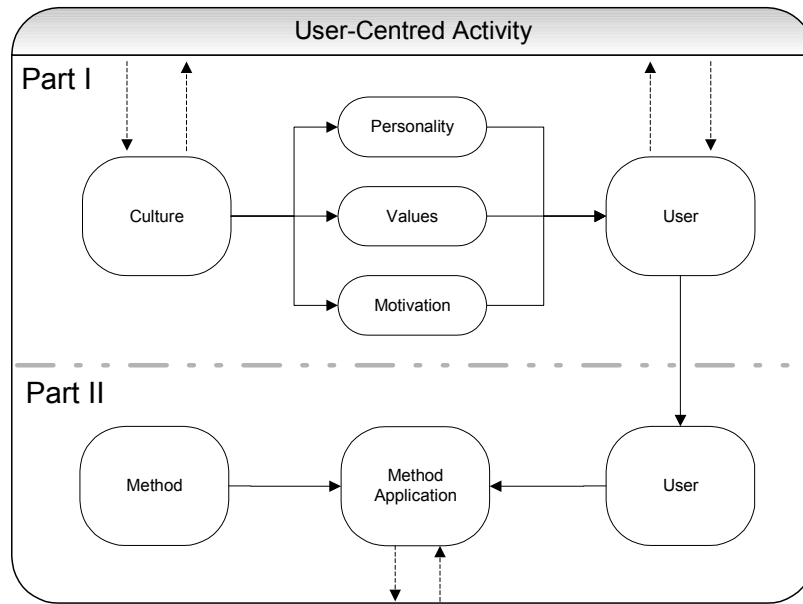 User-Centred Activity
Part I
Personality
Culture
Values
User
Motivation
Part II
Method
Method
Application
User